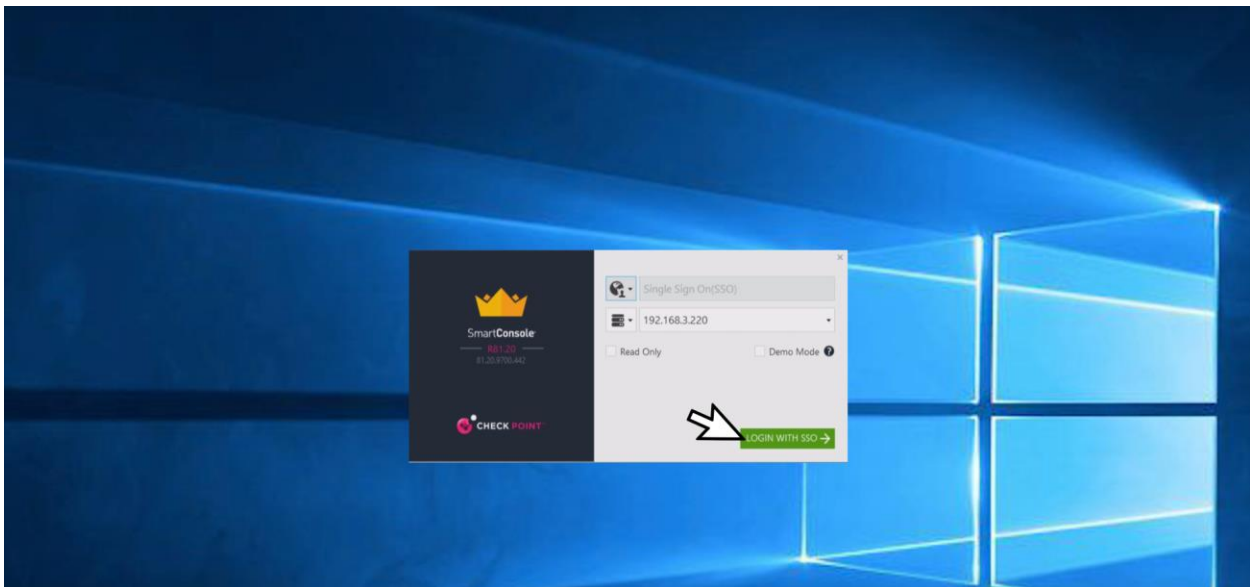 Single Sign On(SSO)
192.168.3.220
SmartConsole
R81.20
81.20.9700.442
Read Only
Demo Mode ?
CHECK POINT
LOGIN WITH SSO →